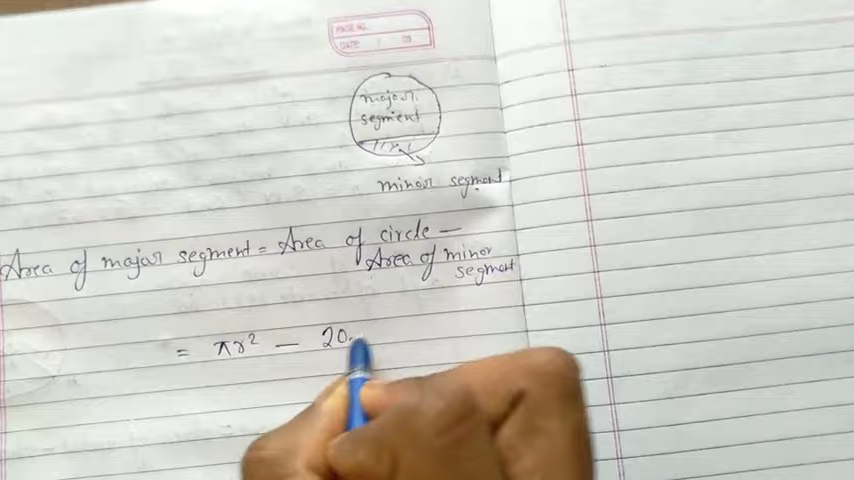 PAGE NO.
DATE / /
major
segment
minor segment
Area of major segment = Area of circle —
Area of minor
segment
= πr² — 20.